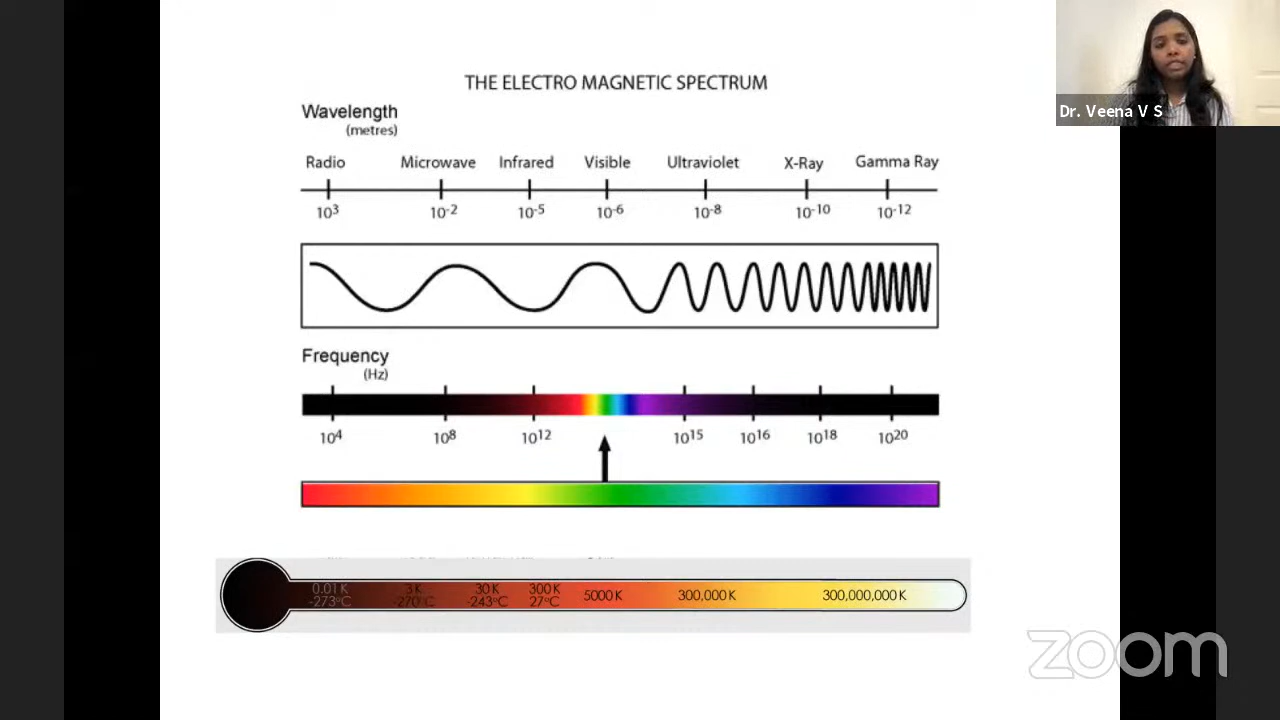 THE ELECTRO MAGNETIC SPECTRUM
Wavelength
(metres)
Radio Microwave Infrared Visible Ultraviolet X-Ray Gamma Ray
10³ 10⁻² 10⁻⁵ 10⁻⁶ 10⁻⁸ 10⁻¹⁰ 10⁻¹²
Frequency
(Hz)
10⁴ 10⁸ 10¹² 10¹⁵ 10¹⁶ 10¹⁸ 10²⁰
0.01 K 3 K 30 K 300 K 5000 K 300,000 K 300,000,000 K
-273°C -270°C -243°C 27°C
Dr. Veena V S
zoom